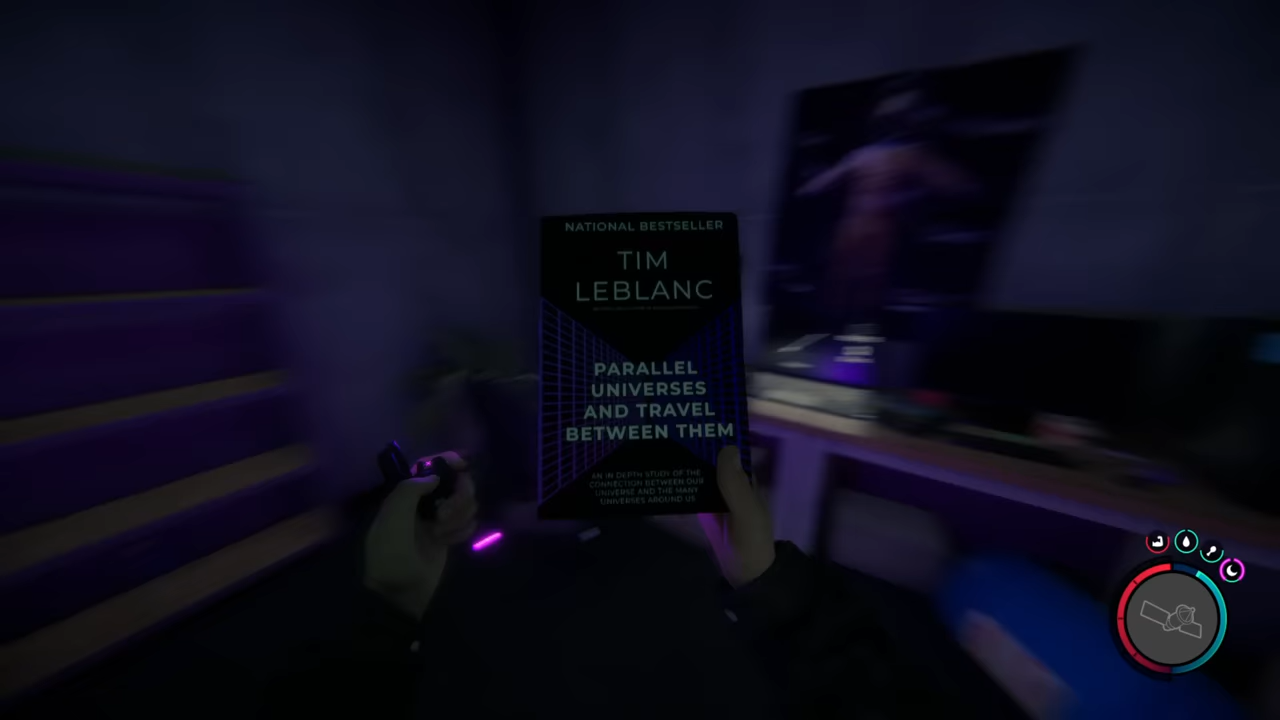 NATIONAL BESTSELLER
TIM
LEBLANC
PARALLEL
UNIVERSES
AND TRAVEL
BETWEEN THEM
AN IN DEPTH STUDY OF THE
CONNECTION BETWEEN OUR
UNIVERSE AND THE MANY
UNIVERSES AROUND US